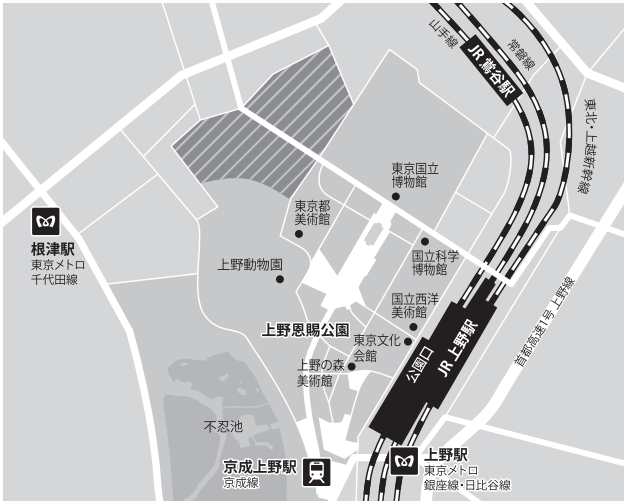 山手線
JR 鶯谷駅
常磐線
東北・上越新幹線
東京国立
博物館
東京都
美術館
国立科学
博物館
上野動物園
根津駅
東京メトロ
千代田線
国立西洋
美術館
上野恩賜公園
東京文化
会館
公園口
JR 上野駅
首都高速1号 上野線
上野の森
美術館
不忍池
京成上野駅
京成線
上野駅
東京メトロ
銀座線・日比谷線